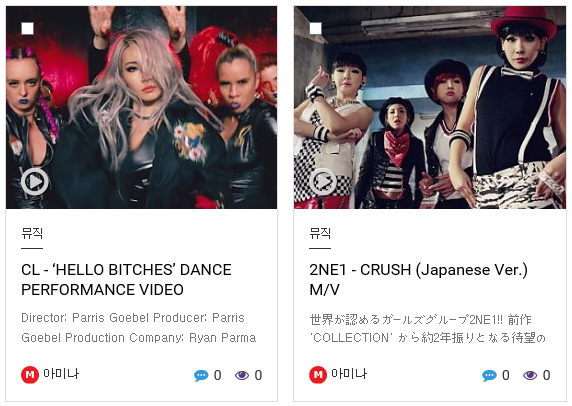 뮤직
CL - ‘HELLO BITCHES’ DANCE
PERFORMANCE VIDEO
Director: Parris Goebel Producer: Parris
Goebel Production Company: Ryan Parma
M 아미나 0 0
뮤직
2NE1 - CRUSH (Japanese Ver.)
M/V
世界が認めるガールズグループ2NE1!! 前作
‘COLLECTION’ から約2年振りとなる待望の
M 아미나 0 0